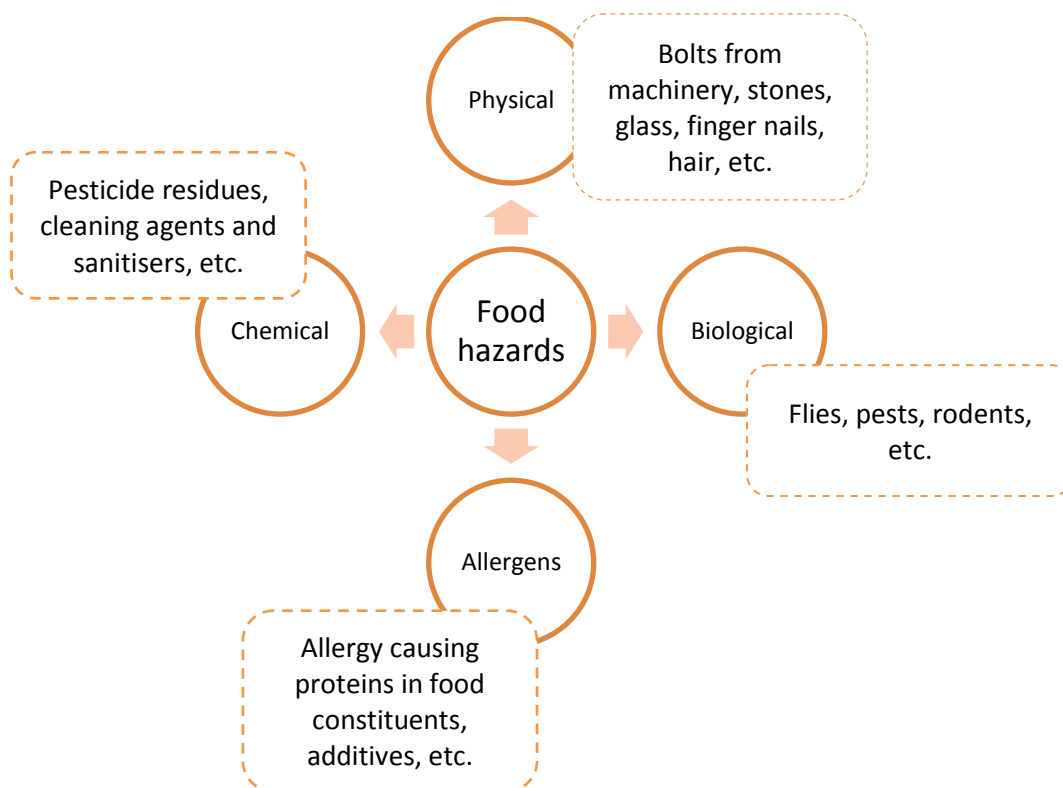 Physical
Bolts from
machinery, stones,
glass, finger nails,
hair, etc.
Pesticide residues,
cleaning agents and
sanitisers, etc.
Chemical
Food
hazards
Biological
Flies, pests, rodents,
etc.
Allergens
Allergy causing
proteins in food
constituents,
additives, etc.